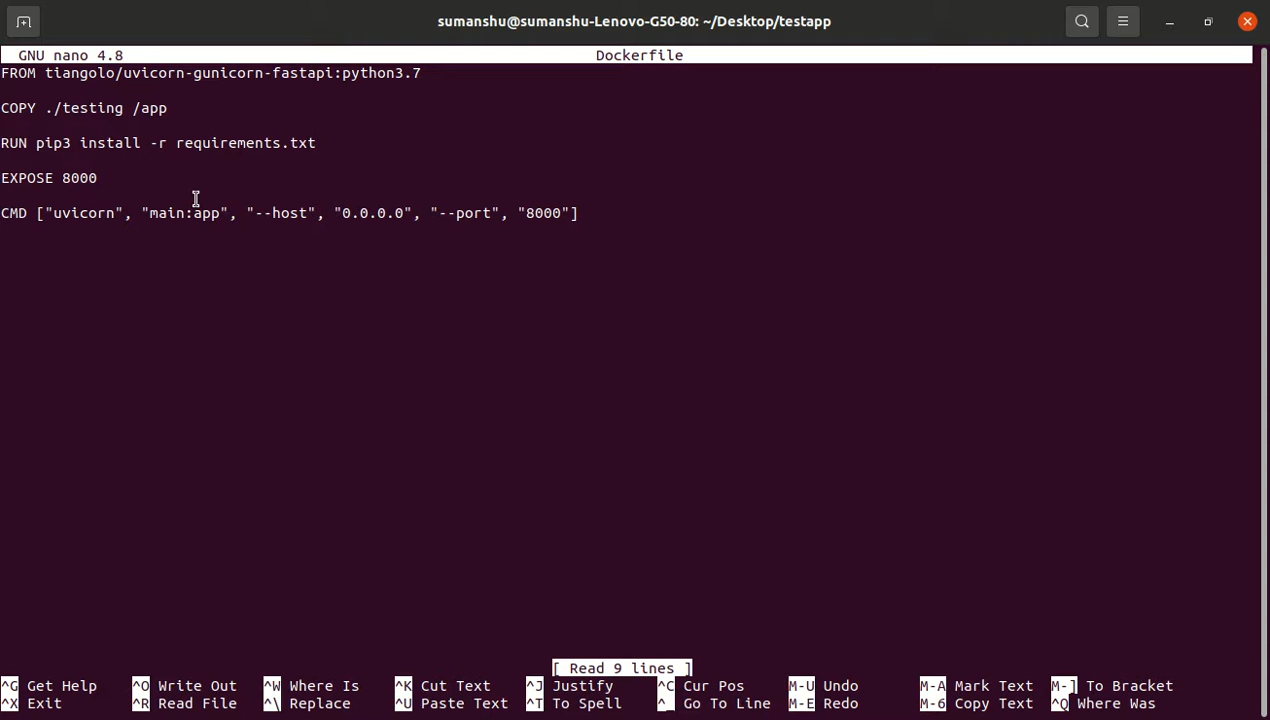 sumanshu@sumanshu-Lenovo-G50-80: ~/Desktop/testapp
GNU nano 4.8 Dockerfile
FROM tiangolo/uvicorn-gunicorn-fastapi:python3.7
COPY ./testing /app
RUN pip3 install -r requirements.txt
EXPOSE 8000
CMD ["uvicorn", "main:app", "--host", "0.0.0.0", "--port", "8000"]
[ Read 9 lines ]
^G Get Help ^O Write Out ^W Where Is ^K Cut Text ^J Justify ^C Cur Pos M-U Undo M-A Mark Text M-] To Bracket
^X Exit ^R Read File ^\ Replace ^U Paste Text ^T To Spell ^_ Go To Line M-E Redo M-6 Copy Text ^Q Where Was